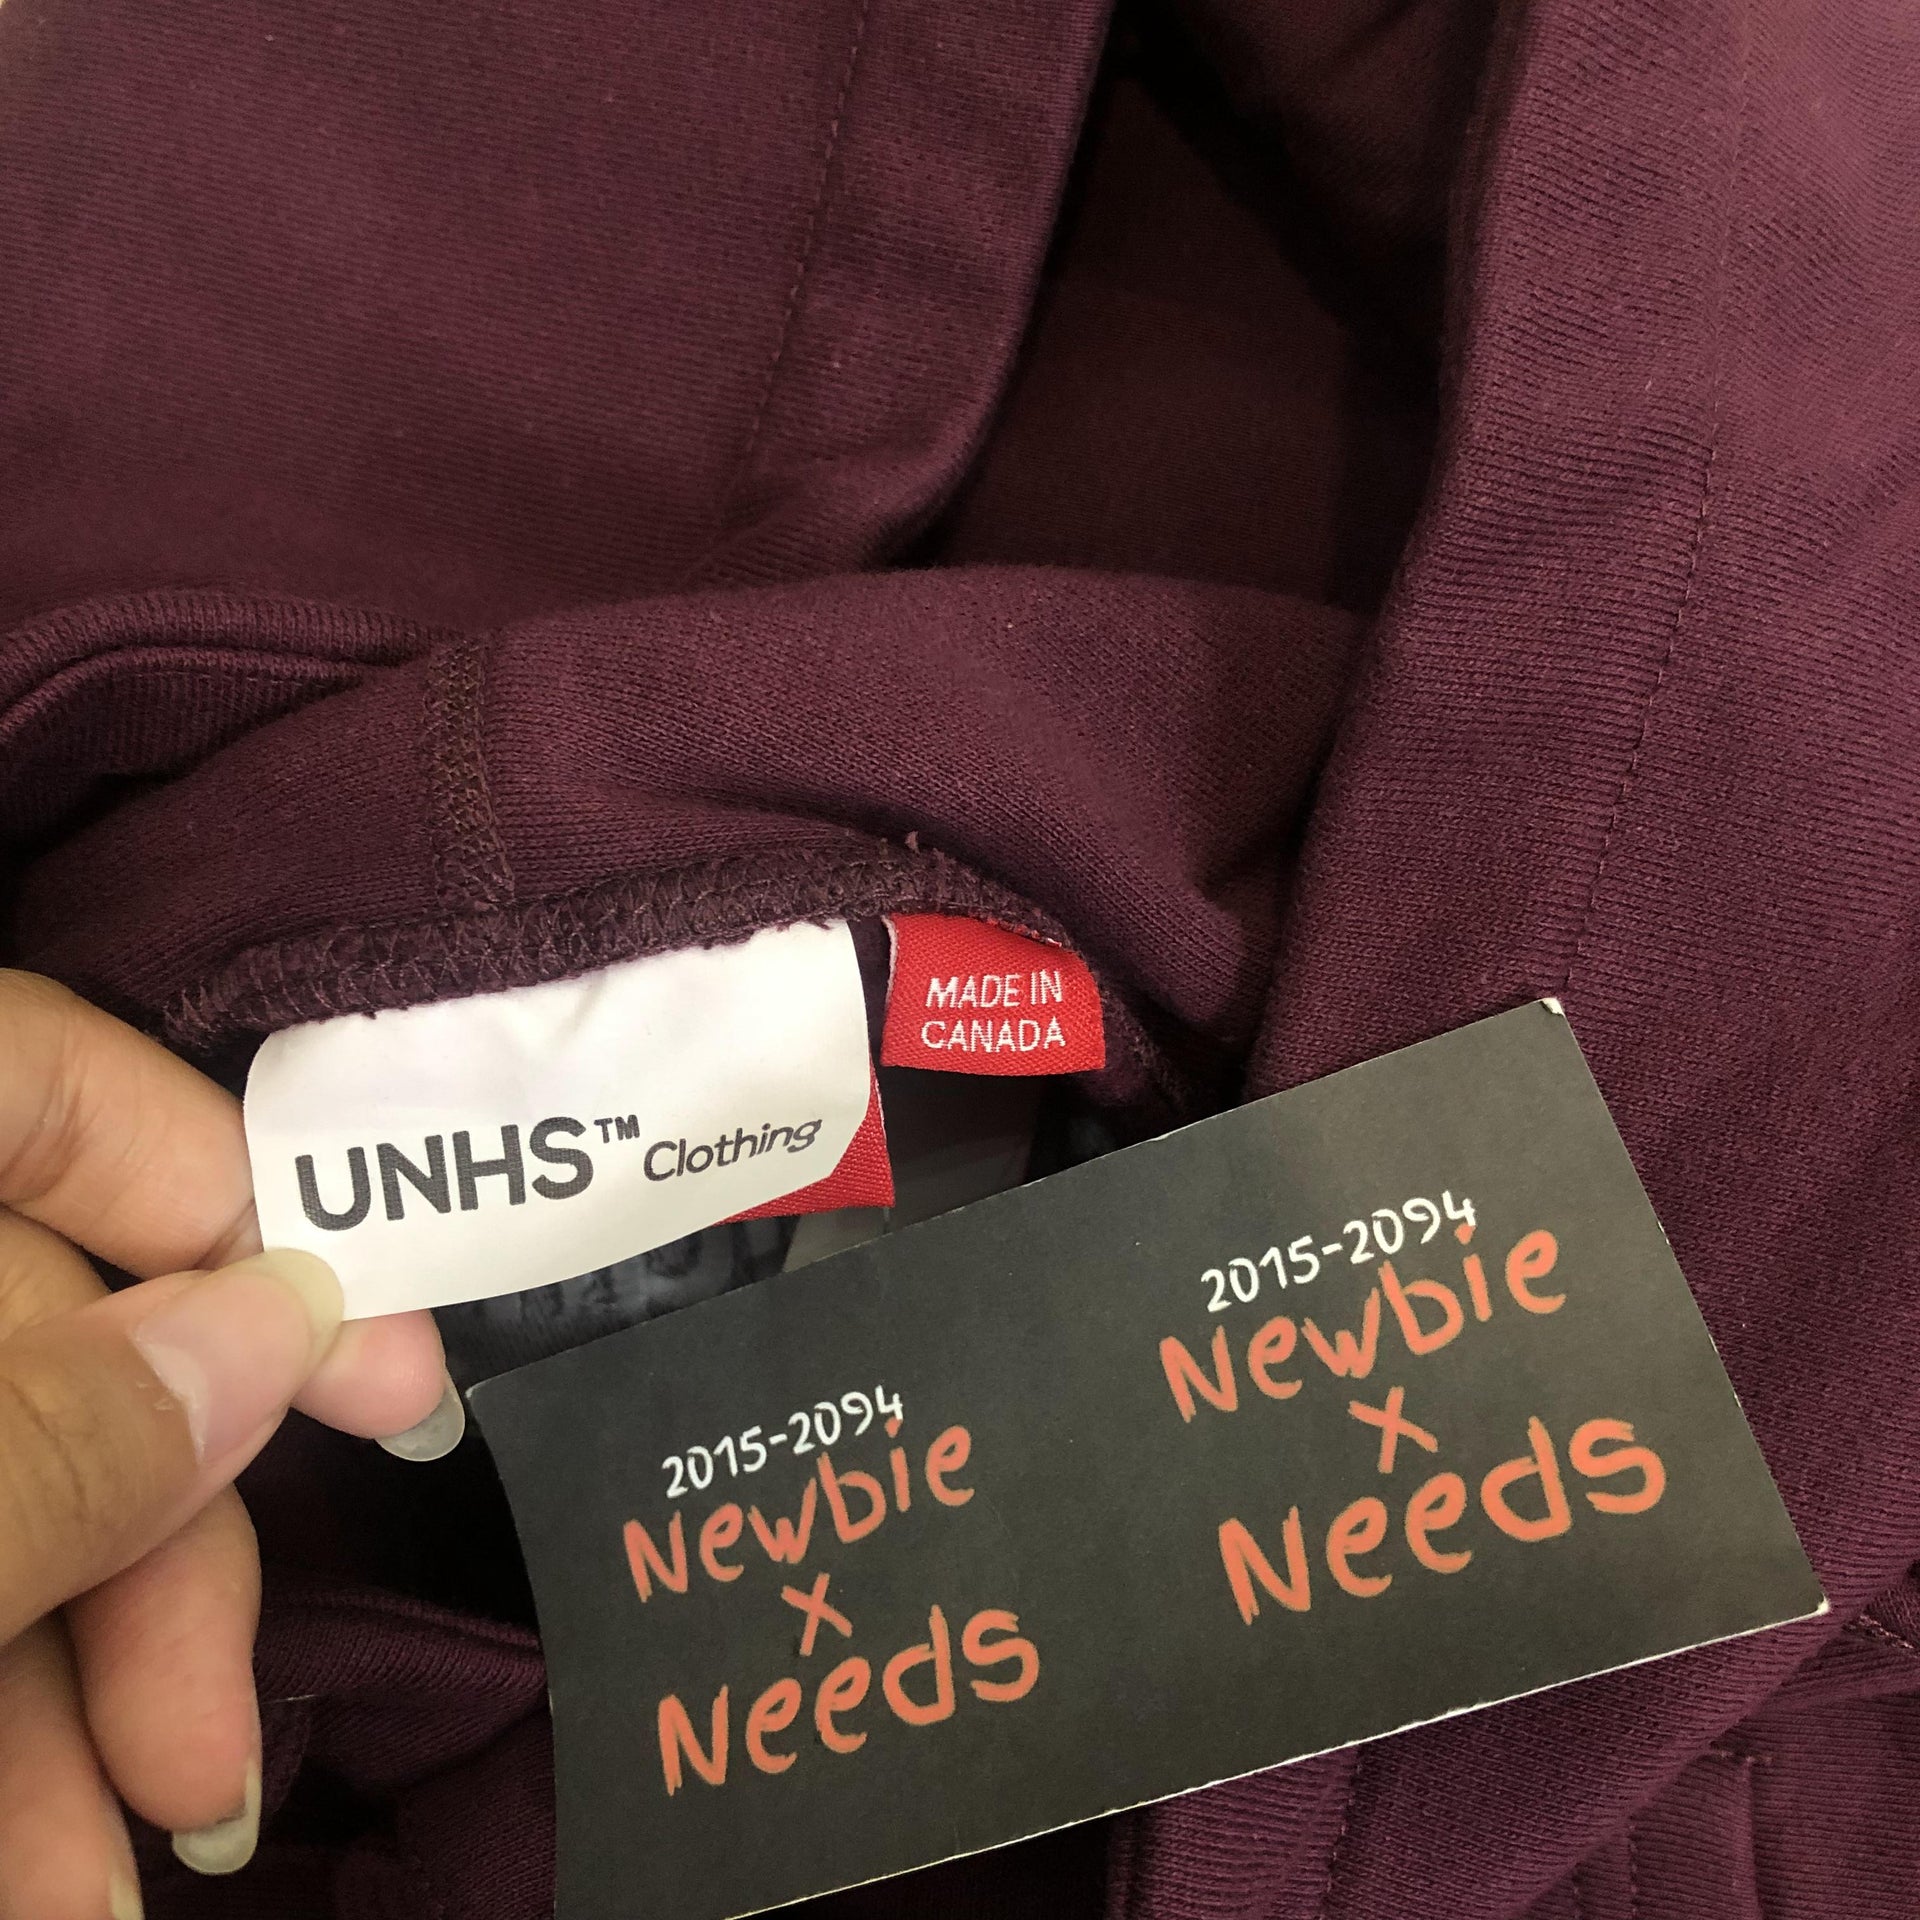 UNHS™ Clothing
MADE IN
CANADA
2015-2094
Newbie
x
Needs
2015-2094
Newbie
x
Needs